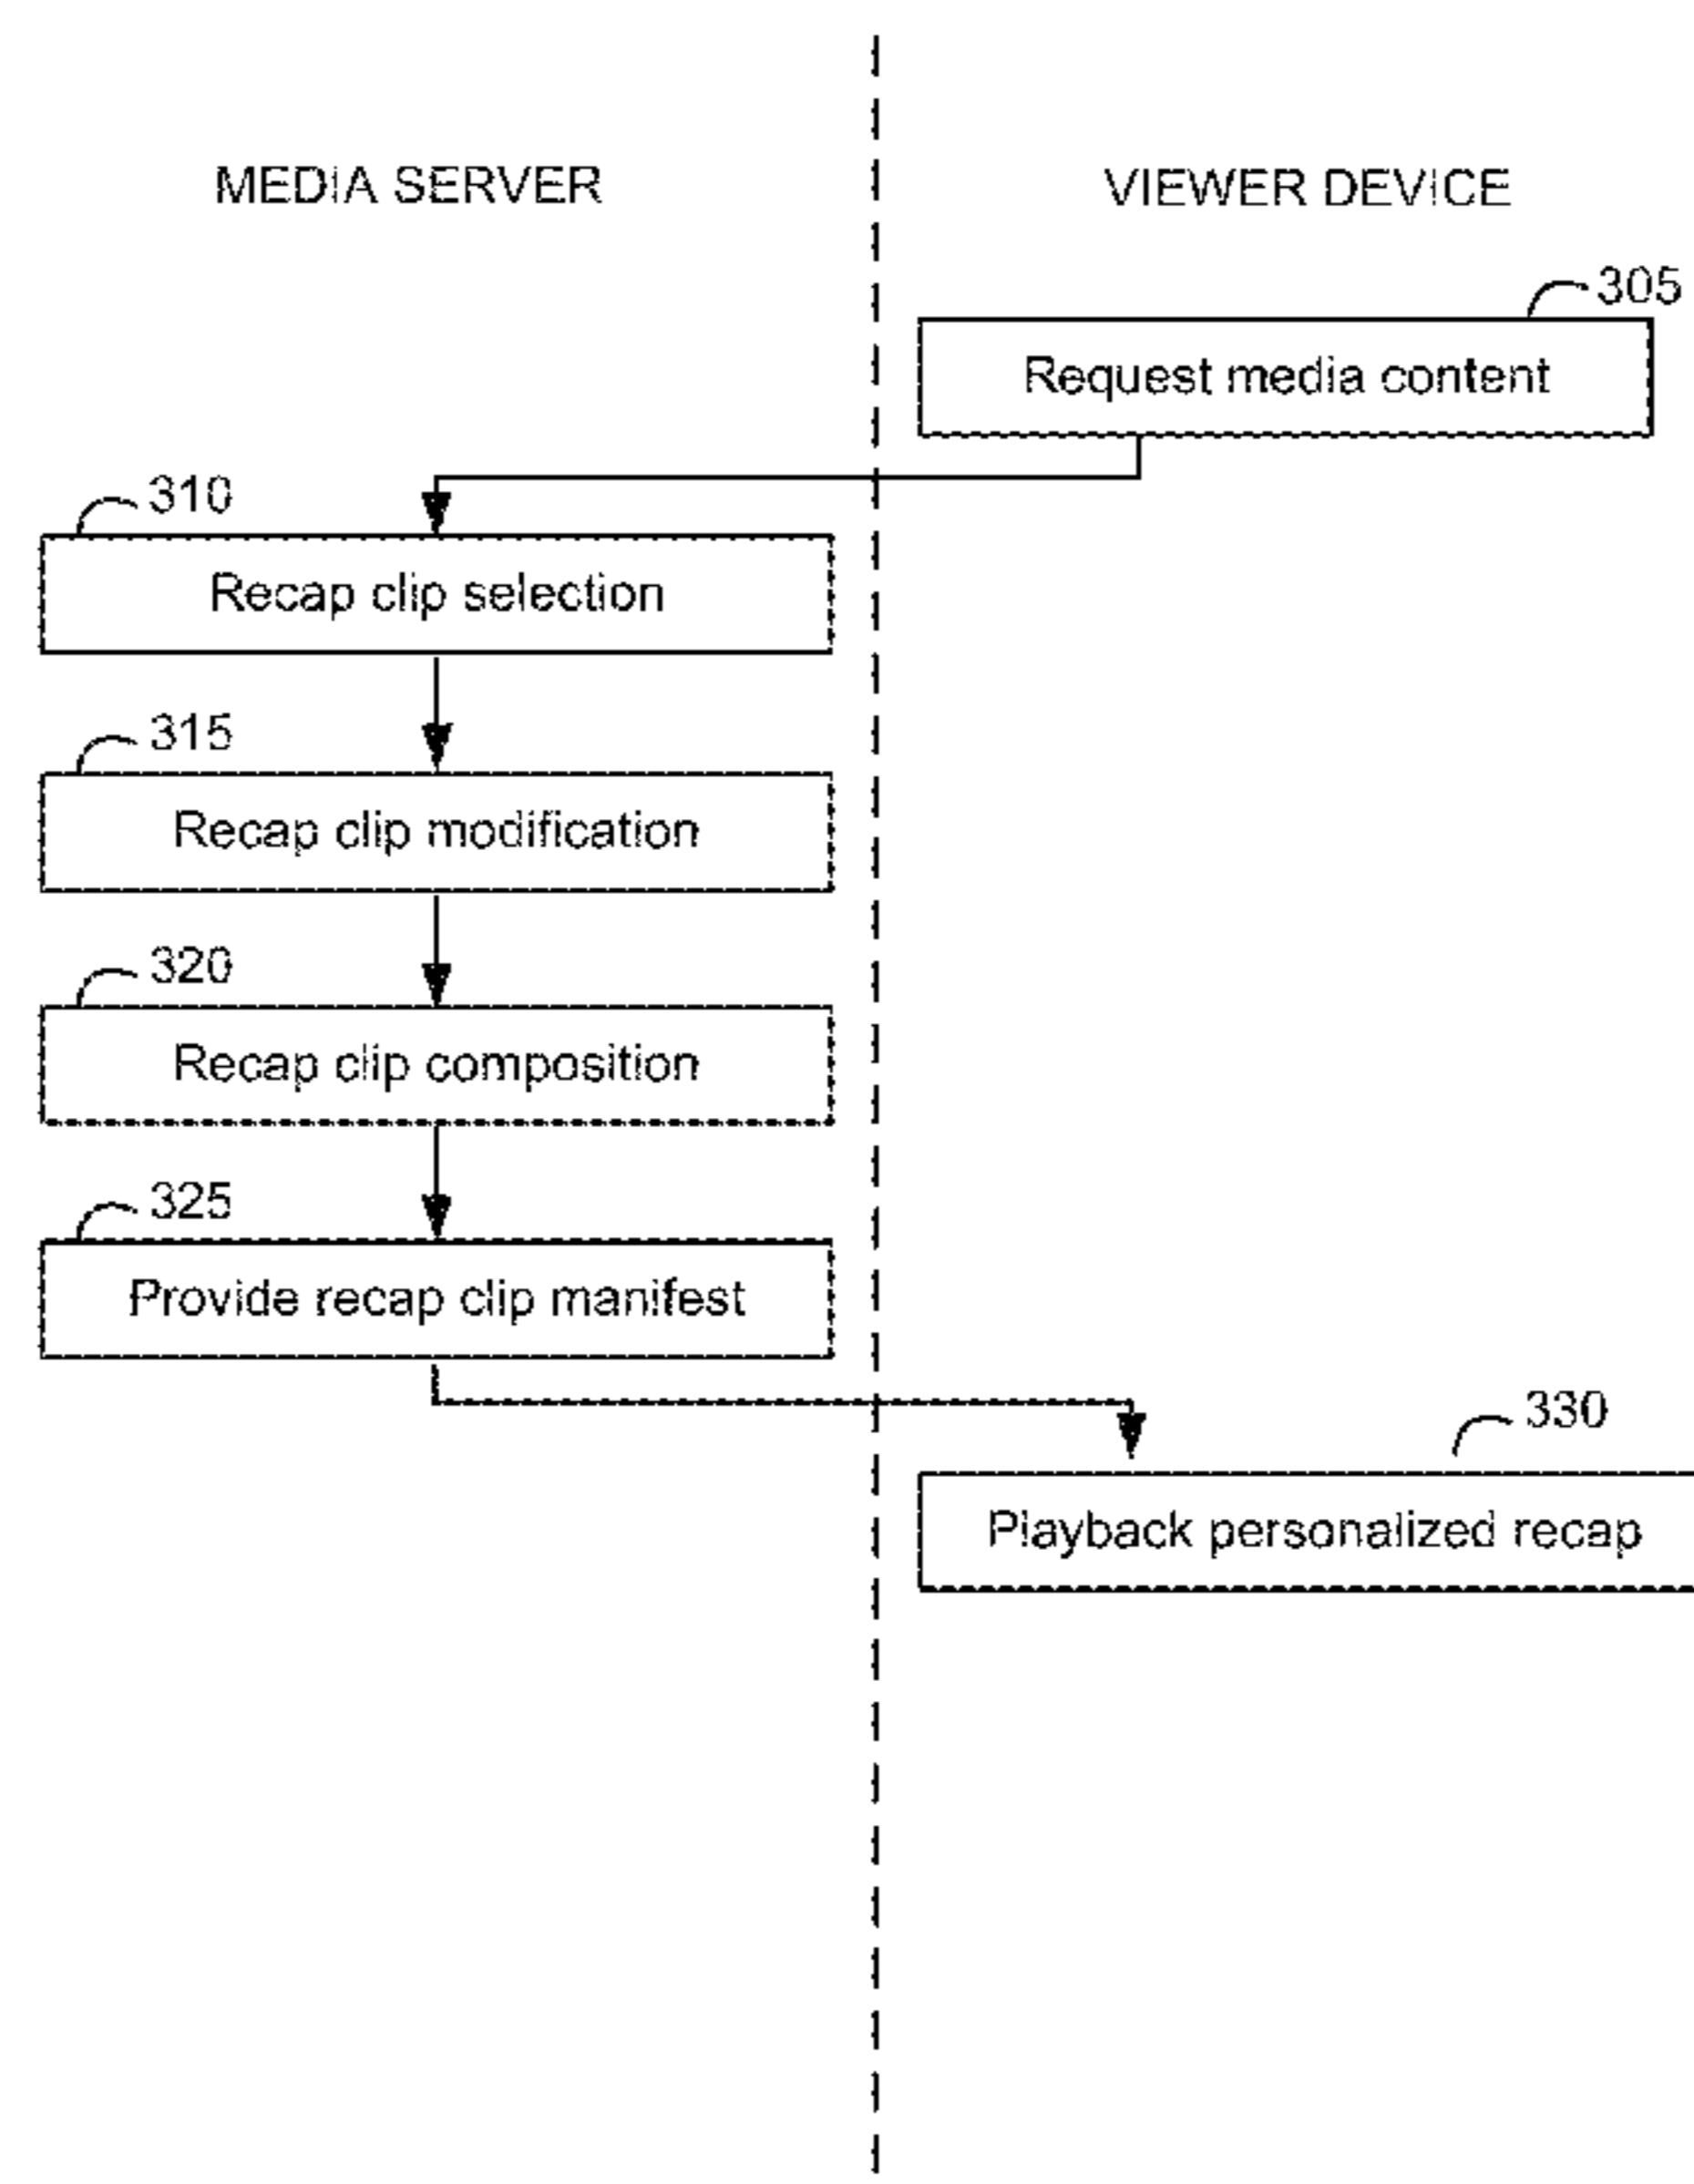 MEDIA SERVER
VIEWER DEVICE
305
Request media content
310
Recap clip selection
315
Recap clip modification
320
Recap clip composition
325
Provide recap clip manifest
330
Playback personalized recap